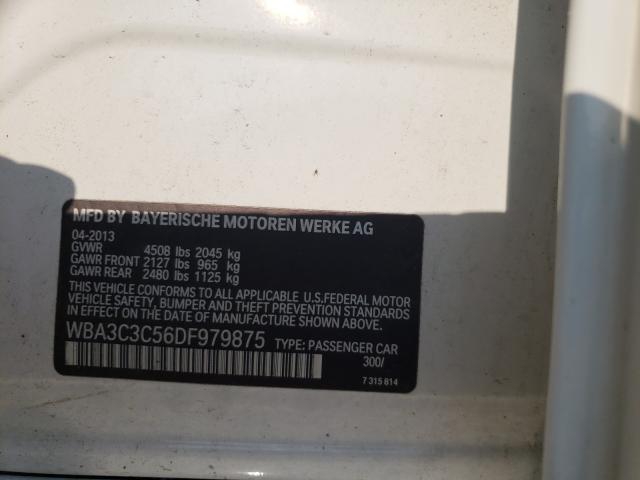 MFD BY BAYERISCHE MOTOREN WERKE AG
04-2013
GVWR 4508 lbs 2045 kg
GAWR FRONT 2127 lbs 965 kg
GAWR REAR 2480 lbs 1125 kg
THIS VEHICLE CONFORMS TO ALL APPLICABLE U.S.FEDERAL MOTOR
VEHICLE SAFETY, BUMPER AND THEFT PREVENTION STANDARDS
IN EFFECT ON THE DATE OF MANUFACTURE SHOWN ABOVE.
WBA3C3C56DF979875 TYPE: PASSENGER CAR
300/
7 315 814